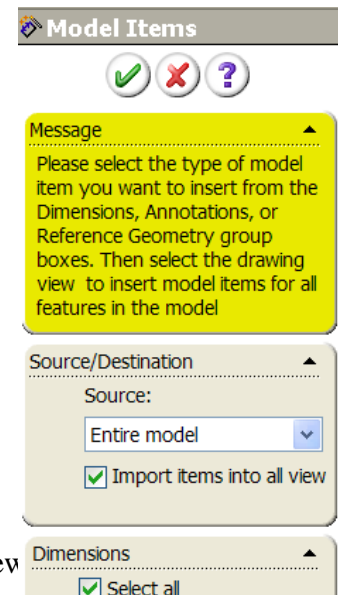 Model Items
Message
Please select the type of model
item you want to insert from the
Dimensions, Annotations, or
Reference Geometry group
boxes. Then select the drawing
view to insert model items for all
features in the model
Source/Destination
Source:
Entire model
Import items into all view
Dimensions
Select all